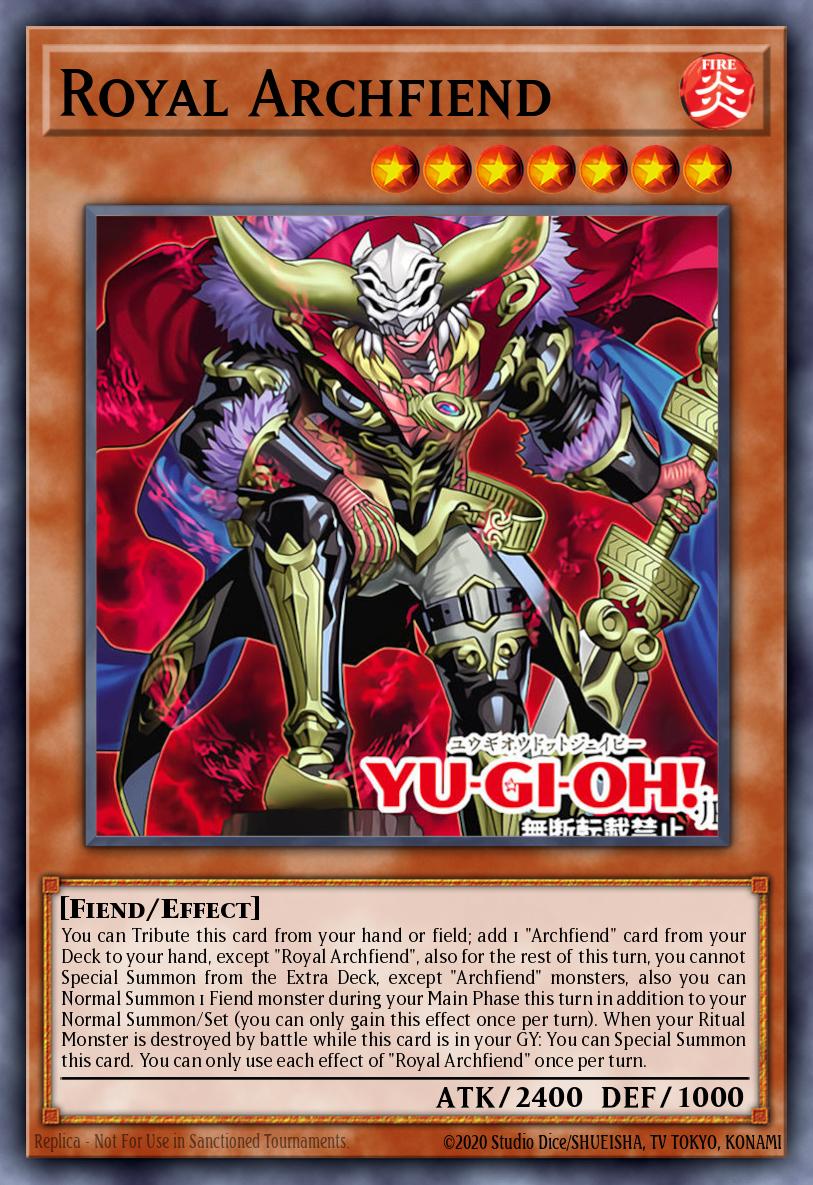 Royal Archfiend
FIRE
炎
ユウギオウドットジェイピー
YU-GI-OH!
無断転載禁止
[Fiend/Effect]
You can Tribute this card from your hand or field; add 1 "Archfiend" card from your
Deck to your hand, except "Royal Archfiend", also for the rest of this turn, you cannot
Special Summon from the Extra Deck, except "Archfiend" monsters, also you can
Normal Summon 1 Fiend monster during your Main Phase this turn in addition to your
Normal Summon/Set (you can only gain this effect once per turn). When your Ritual
Monster is destroyed by battle while this card is in your GY: You can Special Summon
this card. You can only use each effect of "Royal Archfiend" once per turn.
ATK/2400 DEF/1000
Replica - Not For Use in Sanctioned Tournaments.
©2020 Studio Dice/SHUEISHA, TV TOKYO, KONAMI